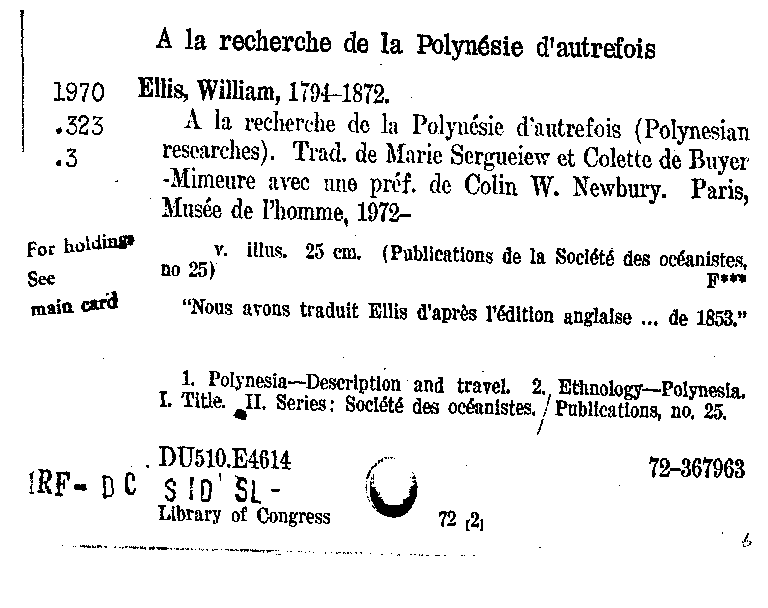 A la recherche de la Polynésie d'autrefois
1970 Ellis, William, 1794–1872.
.323 A la recherche de la Polynésie d'autrefois (Polynesian
.3 researches). Trad. de Marie Sergueiew et Colette de Buyer
-Mimeure avec une préf. de Colin W. Newbury. Paris,
Musée de l'homme, 1972–
For holdings v. illus. 25 cm. (Publications de la Société des océanistes,
See no 25) F***
main card "Nous avons traduit Ellis d'après l'édition anglaise ... de 1853."
1. Polynesia—Description and travel. 2. Ethnology—Polynesia.
I. Title. II. Series: Société des océanistes. / Publications, no. 25.
DU510.E4614 72–367963
IRF- DC SID' SL-
Library of Congress 72 [2]